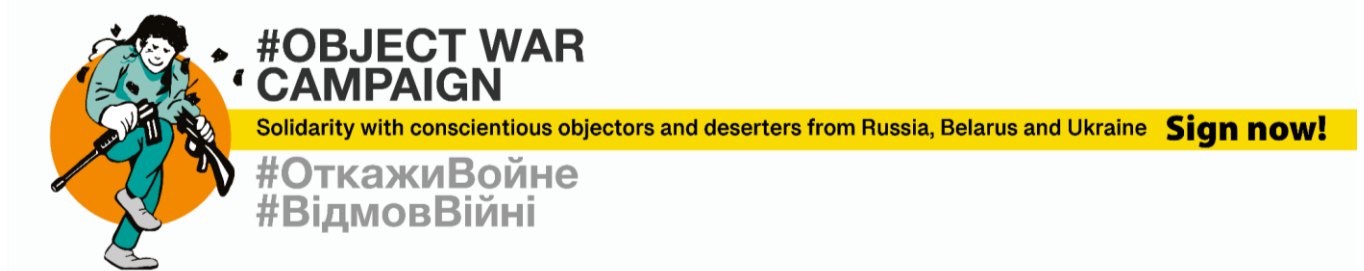 #OBJECT WAR
CAMPAIGN
Solidarity with conscientious objectors and deserters from Russia, Belarus and Ukraine Sign now!
#ОткажиВойне
#ВідмовВійні